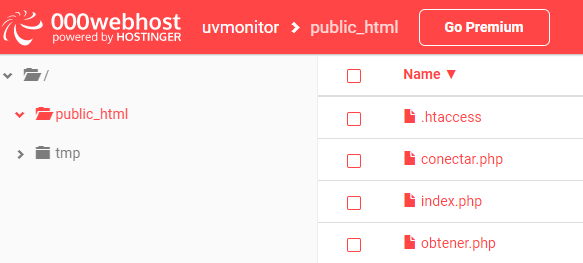 000webhost
powered by HOSTINGER
uvmonitor > public_html
Go Premium
/
public_html
tmp
Name ▼
.htaccess
conectar.php
index.php
obtener.php